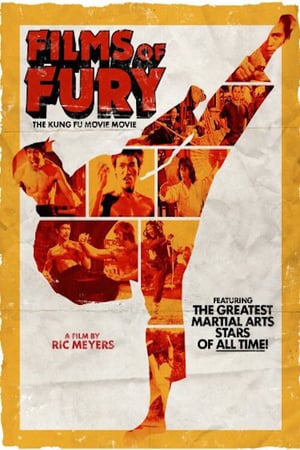 FILMS OF
FURY
THE KUNG FU MOVIE MOVIE
FEATURING
THE GREATEST
MARTIAL ARTS
STARS
OF ALL TIME!
A FILM BY
RIC MEYERS